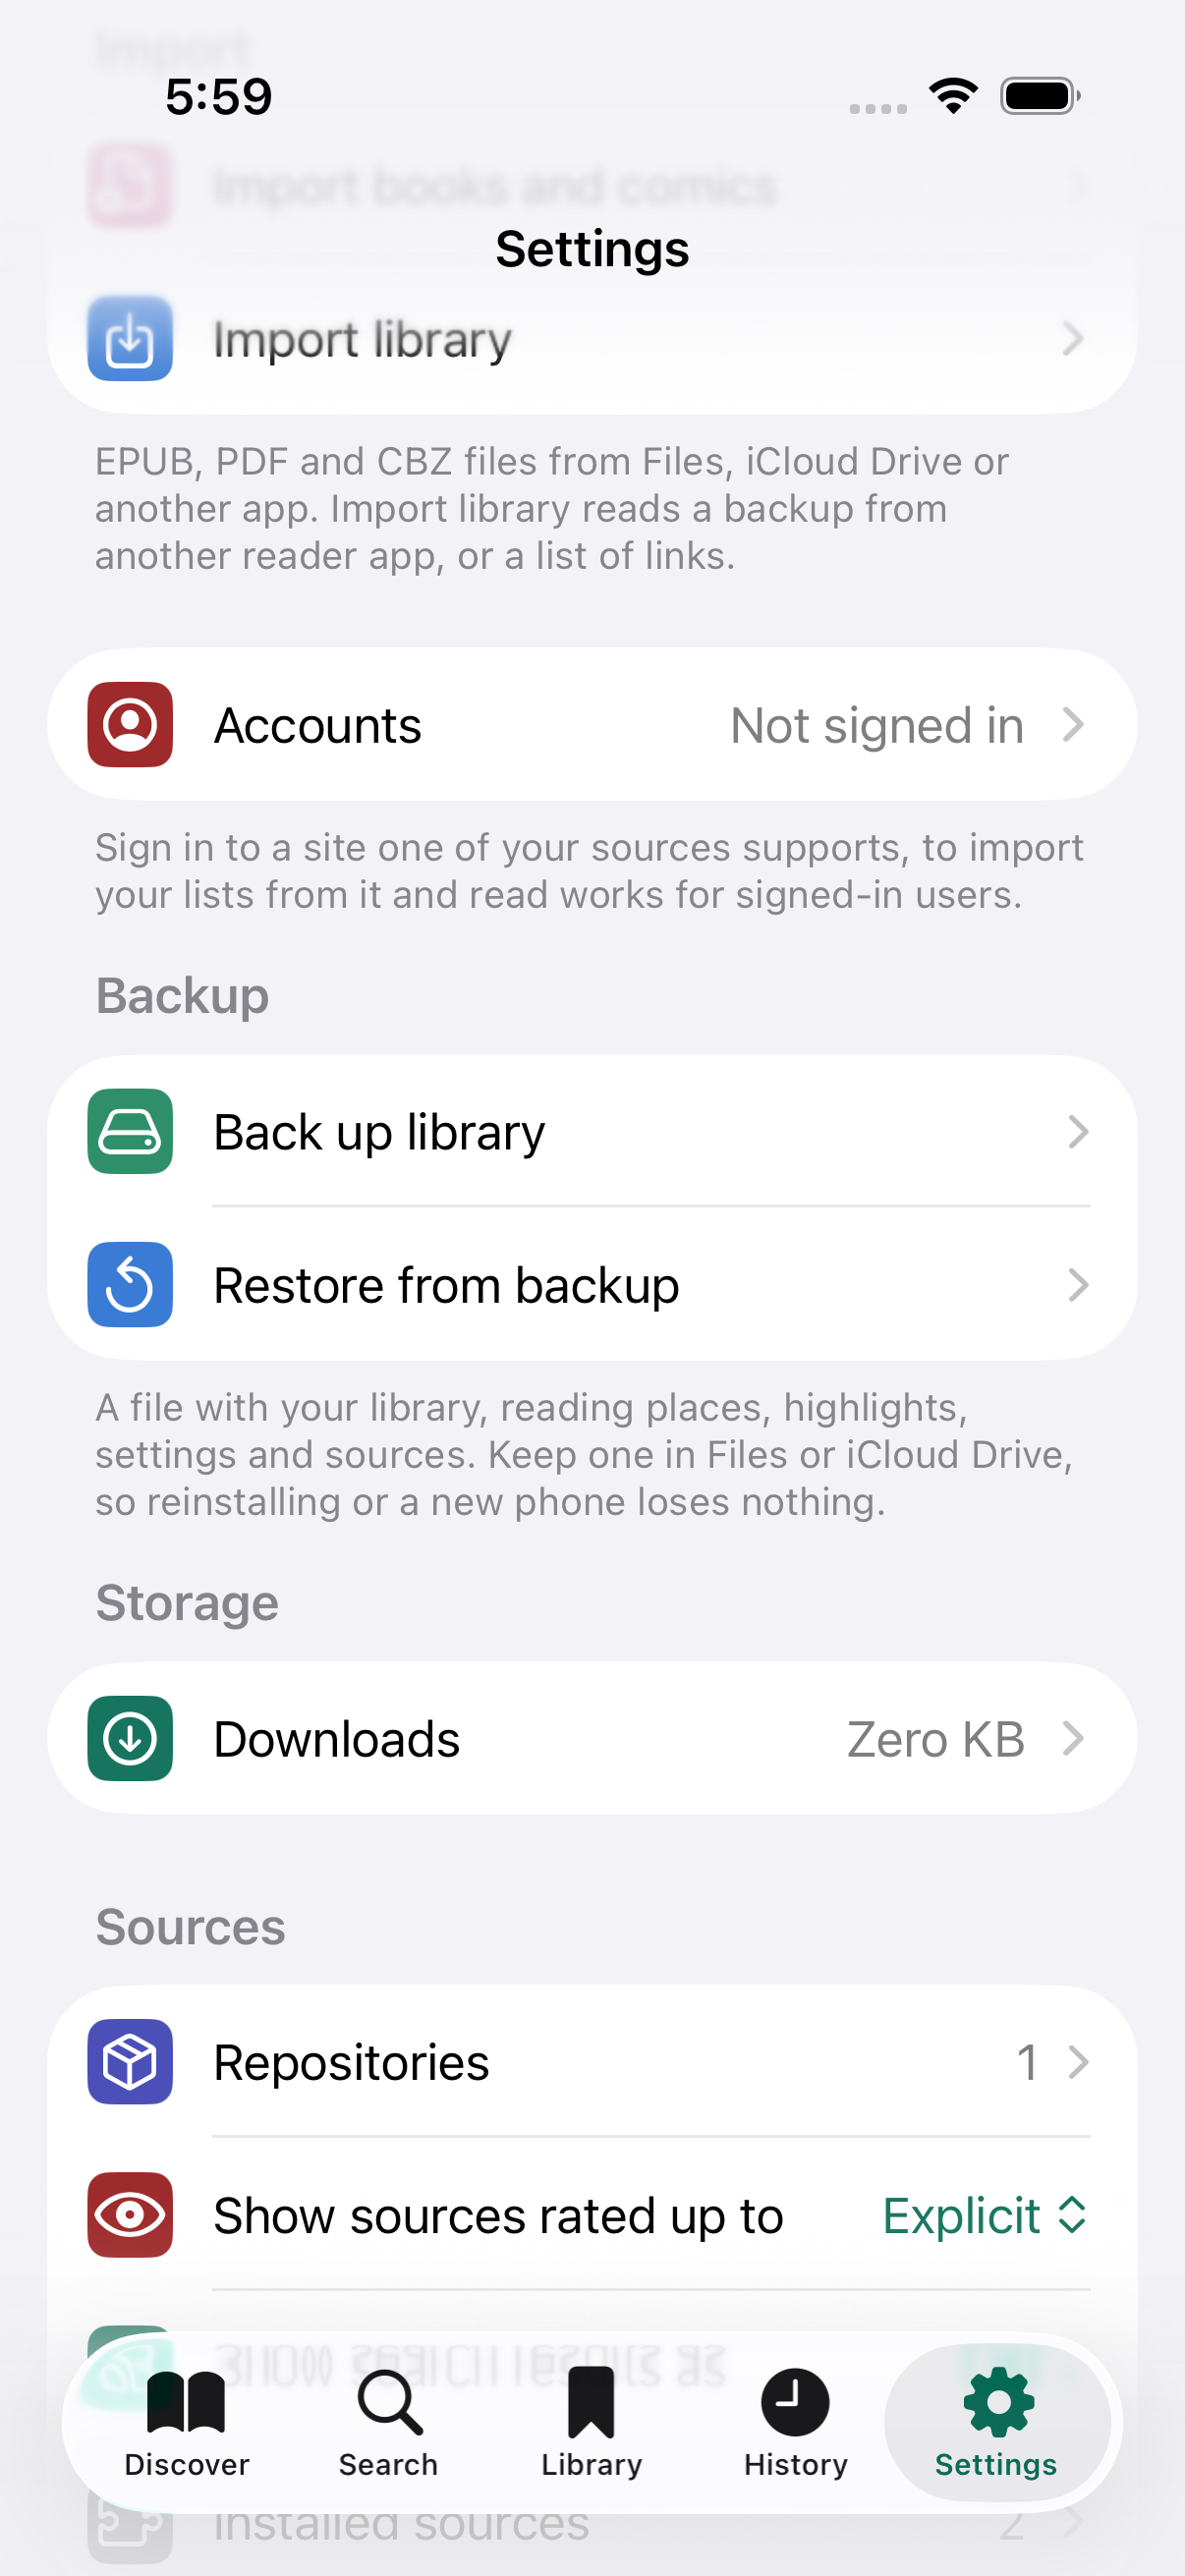 Import
5:59
Import books and comics
Settings
Import library
EPUB, PDF and CBZ files from Files, iCloud Drive or
another app. Import library reads a backup from
another reader app, or a list of links.
Accounts Not signed in
Sign in to a site one of your sources supports, to import
your lists from it and read works for signed-in users.
Backup
Back up library
Restore from backup
A file with your library, reading places, highlights,
settings and sources. Keep one in Files or iCloud Drive,
so reinstalling or a new phone loses nothing.
Storage
Downloads Zero KB
Sources
Repositories 1
Show sources rated up to Explicit
Discover Search Library History Settings
Installed sources 2